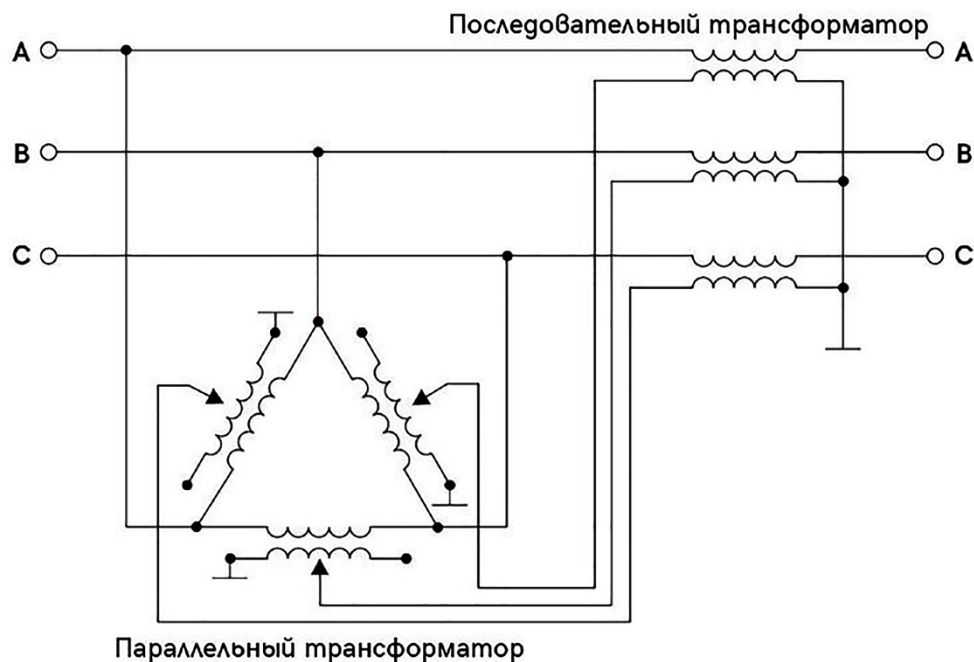 Последовательный трансформатор
A A
B B
C C
Параллельный трансформатор